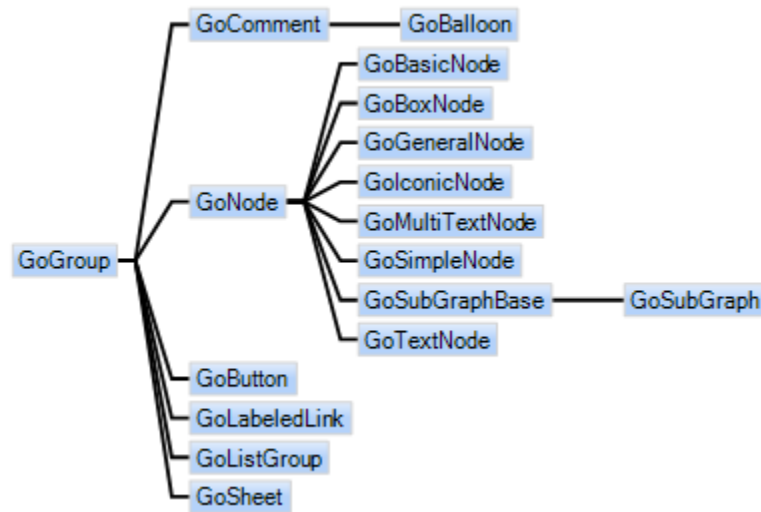 GoComment
GoBalloon
GoBasicNode
GoBoxNode
GoGeneralNode
GoIconicNode
GoNode
GoMultiTextNode
GoGroup
GoSimpleNode
GoSubGraphBase
GoSubGraph
GoTextNode
GoButton
GoLabeledLink
GoListGroup
GoSheet